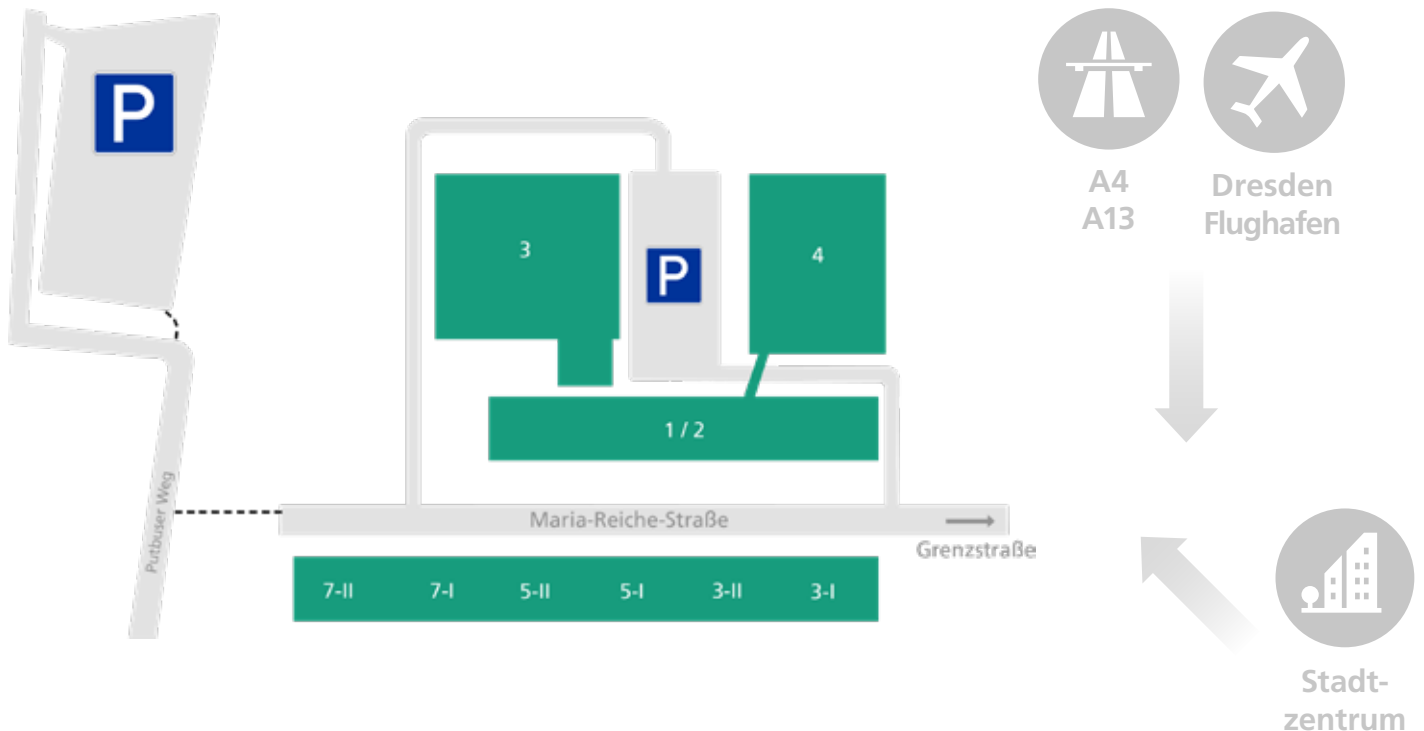 P
A4
A13
Dresden
Flughafen
3
P
4
1 / 2
Putbuser Weg
Maria-Reiche-Straße
Grenzstraße
7-II
7-I
5-II
5-I
3-II
3-I
Stadt-
zentrum